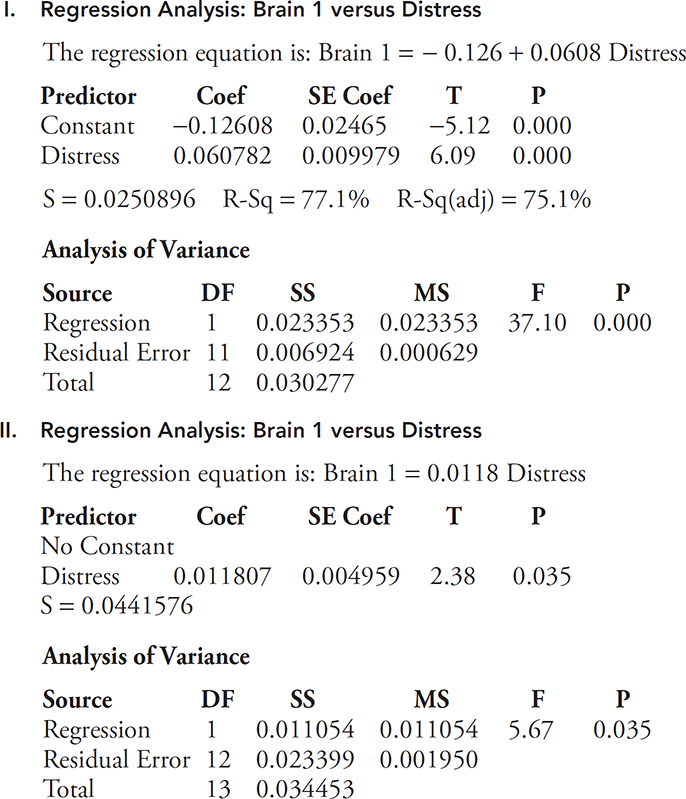 I. Regression Analysis: Brain 1 versus Distress
The regression equation is: Brain 1 = − 0.126 + 0.0608 Distress
Predictor Coef SE Coef T P
Constant −0.12608 0.02465 −5.12 0.000
Distress 0.060782 0.009979 6.09 0.000
S = 0.0250896 R-Sq = 77.1% R-Sq(adj) = 75.1%
Analysis of Variance
Source DF SS MS F P
Regression 1 0.023353 0.023353 37.10 0.000
Residual Error 11 0.006924 0.000629
Total 12 0.030277
II. Regression Analysis: Brain 1 versus Distress
The regression equation is: Brain 1 = 0.0118 Distress
Predictor Coef SE Coef T P
No Constant
Distress 0.011807 0.004959 2.38 0.035
S = 0.0441576
Analysis of Variance
Source DF SS MS F P
Regression 1 0.011054 0.011054 5.67 0.035
Residual Error 12 0.023399 0.001950
Total 13 0.034453